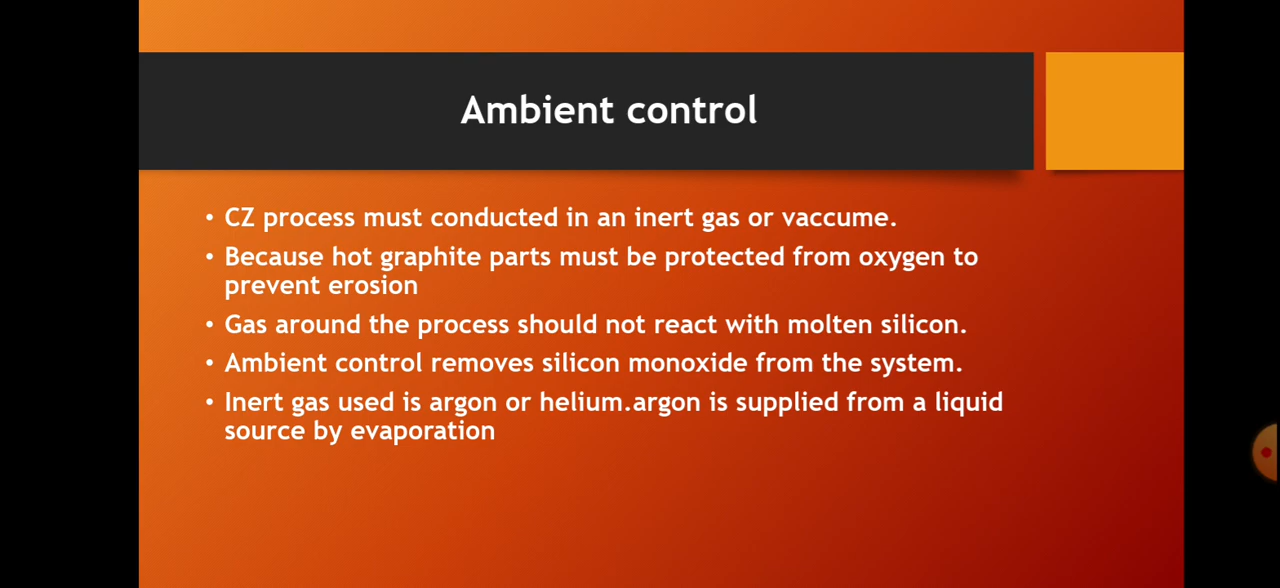 Ambient control
• CZ process must conducted in an inert gas or vaccume.
• Because hot graphite parts must be protected from oxygen to
prevent erosion
• Gas around the process should not react with molten silicon.
• Ambient control removes silicon monoxide from the system.
• Inert gas used is argon or helium.argon is supplied from a liquid
source by evaporation